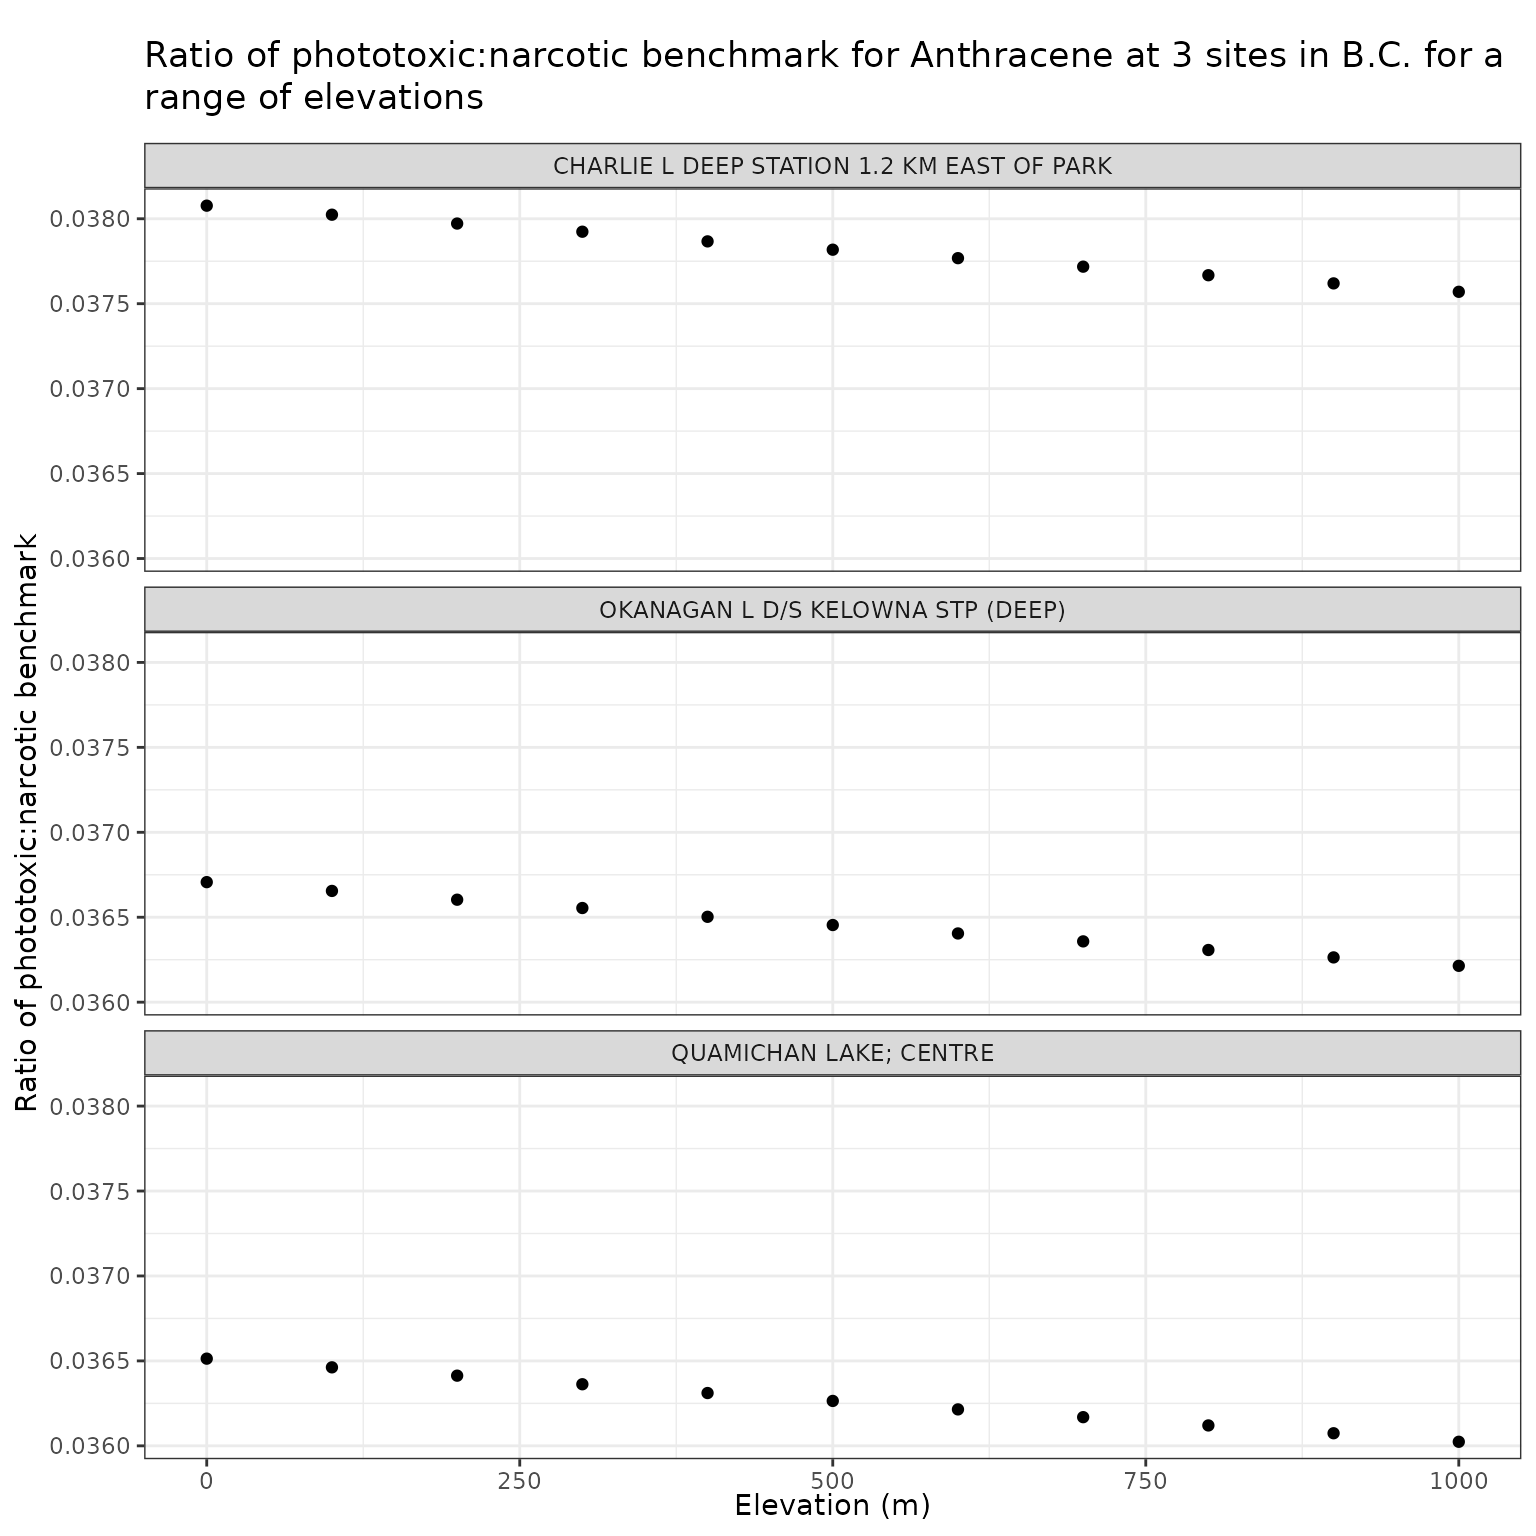 Ratio of phototoxic:narcotic benchmark for Anthracene at 3 sites in B.C. for a
range of elevations
CHARLIE L DEEP STATION 1.2 KM EAST OF PARK
0.0380
0.0375
0.0370
0.0365
0.0360
OKANAGAN L D/S KELOWNA STP (DEEP)
0.0380
0.0375
0.0370
0.0365
0.0360
QUAMICHAN LAKE; CENTRE
0.0380
0.0375
0.0370
0.0365
0.0360
0 250 500 750 1000
Elevation (m)
Ratio of phototoxic:narcotic benchmark